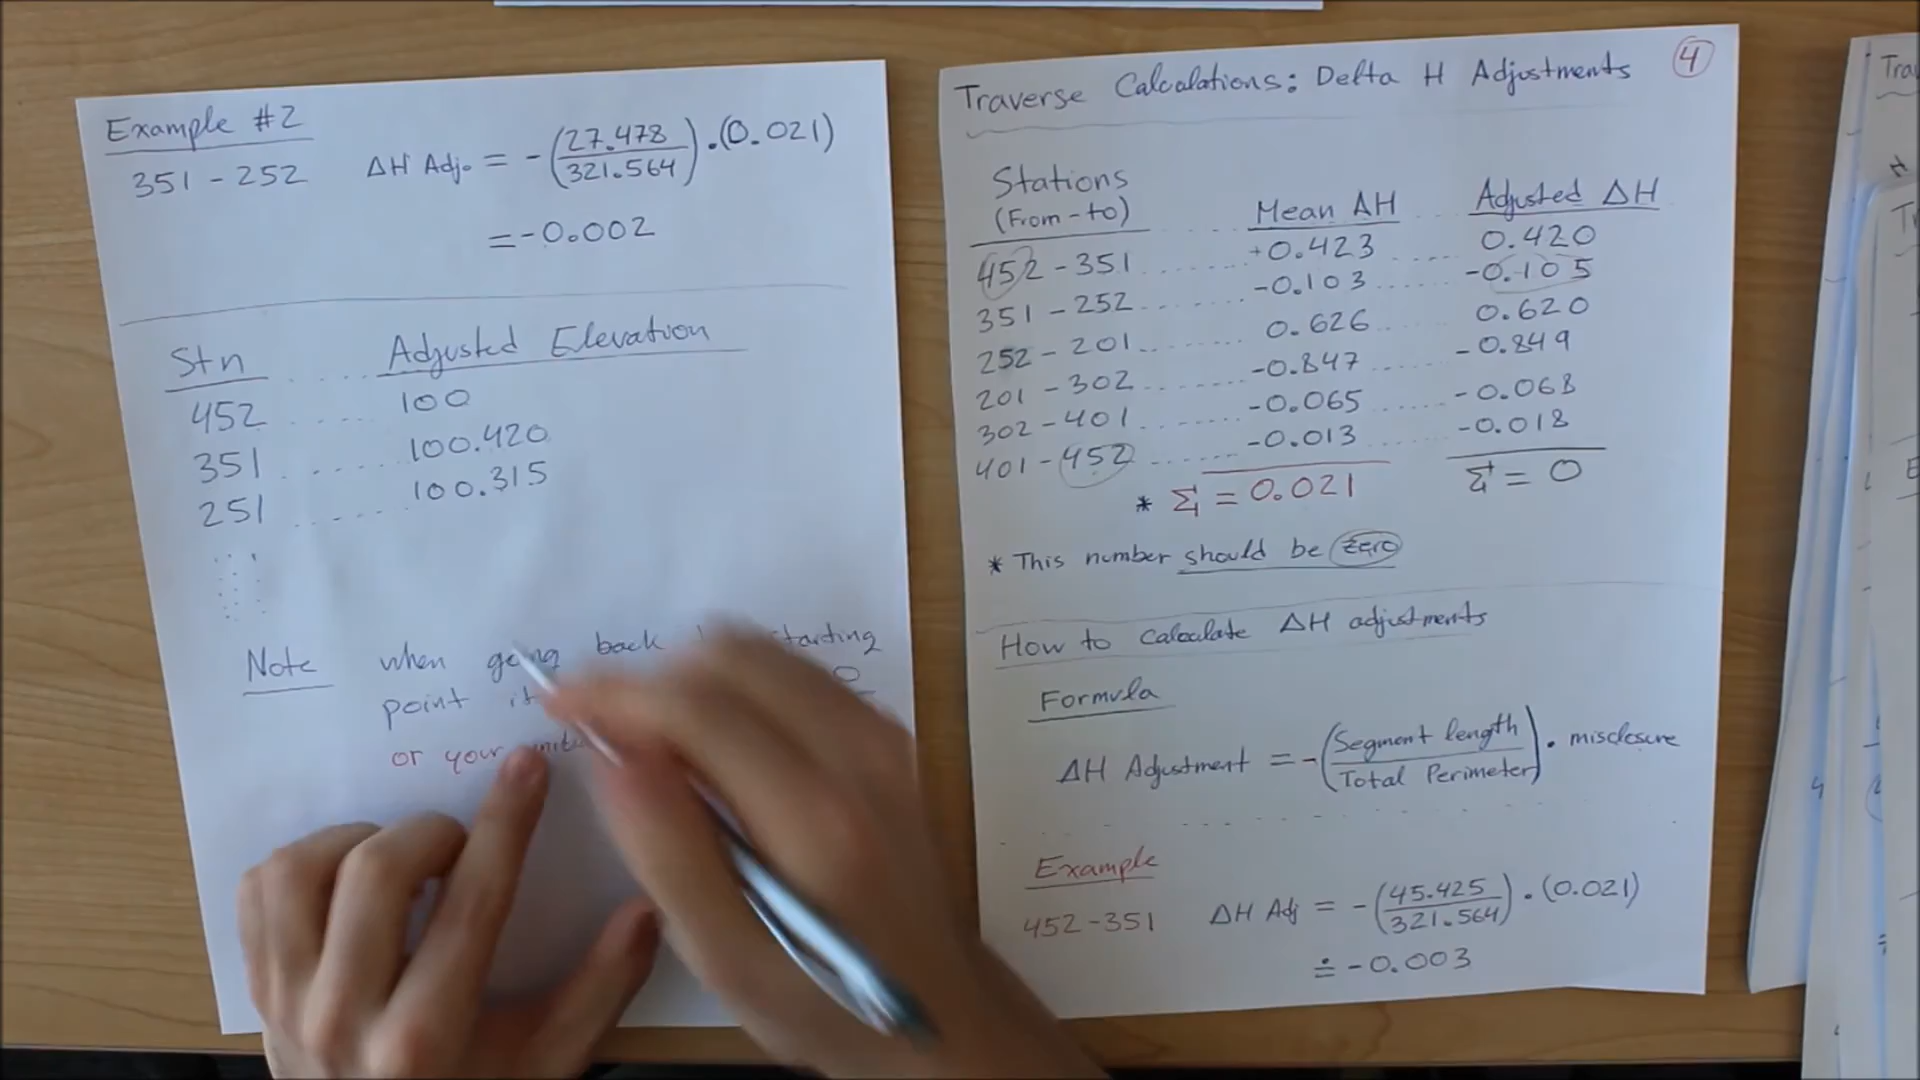 Example #2
351 - 252 ΔH Adj. = -(27.478/321.564).(0.021)
= -0.002
Stn Adjusted Elevation
452 100
351 100.420
251 100.315
Note when going back starting
point it
or your
Traverse Calculations: Delta H Adjustments 4
Stations
(From - to) Mean ΔH Adjusted ΔH
452 - 351 +0.423 0.420
351 - 252 -0.103 -0.105
252 - 201 0.626 0.620
201 - 302 -0.847 -0.849
302 - 401 -0.065 -0.068
401 - 452 -0.013 -0.018
* Σ = 0.021 Σ = 0
* This number should be zero
How to Calculate ΔH adjustments
Formula
ΔH Adjustment = -(Segment length/Total Perimeter). misclosure
Example
452-351 ΔH Adj = -(45.425/321.564).(0.021)
≐ -0.003